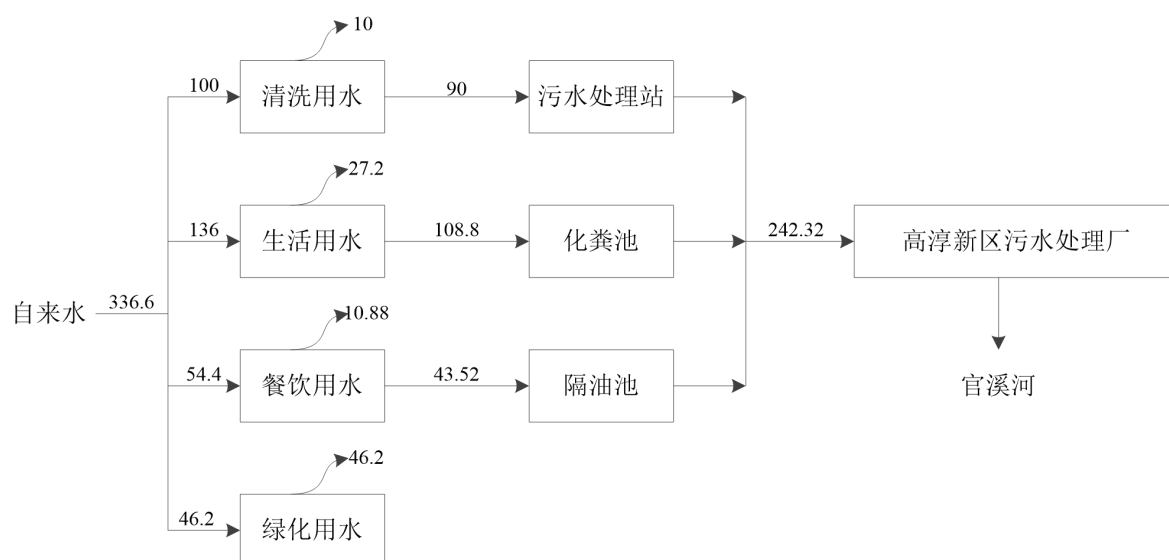 10
100
清洗用水
90
污水处理站
27.2
136
生活用水
108.8
化粪池
242.32
高淳新区污水处理厂
自来水
336.6
10.88
54.4
餐饮用水
43.52
隔油池
官溪河
46.2
46.2
绿化用水